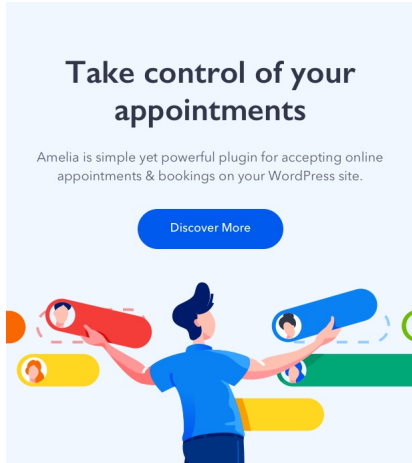 Take control of your
appointments
Amelia is simple yet powerful plugin for accepting online
appointments & bookings on your WordPress site.
Discover More